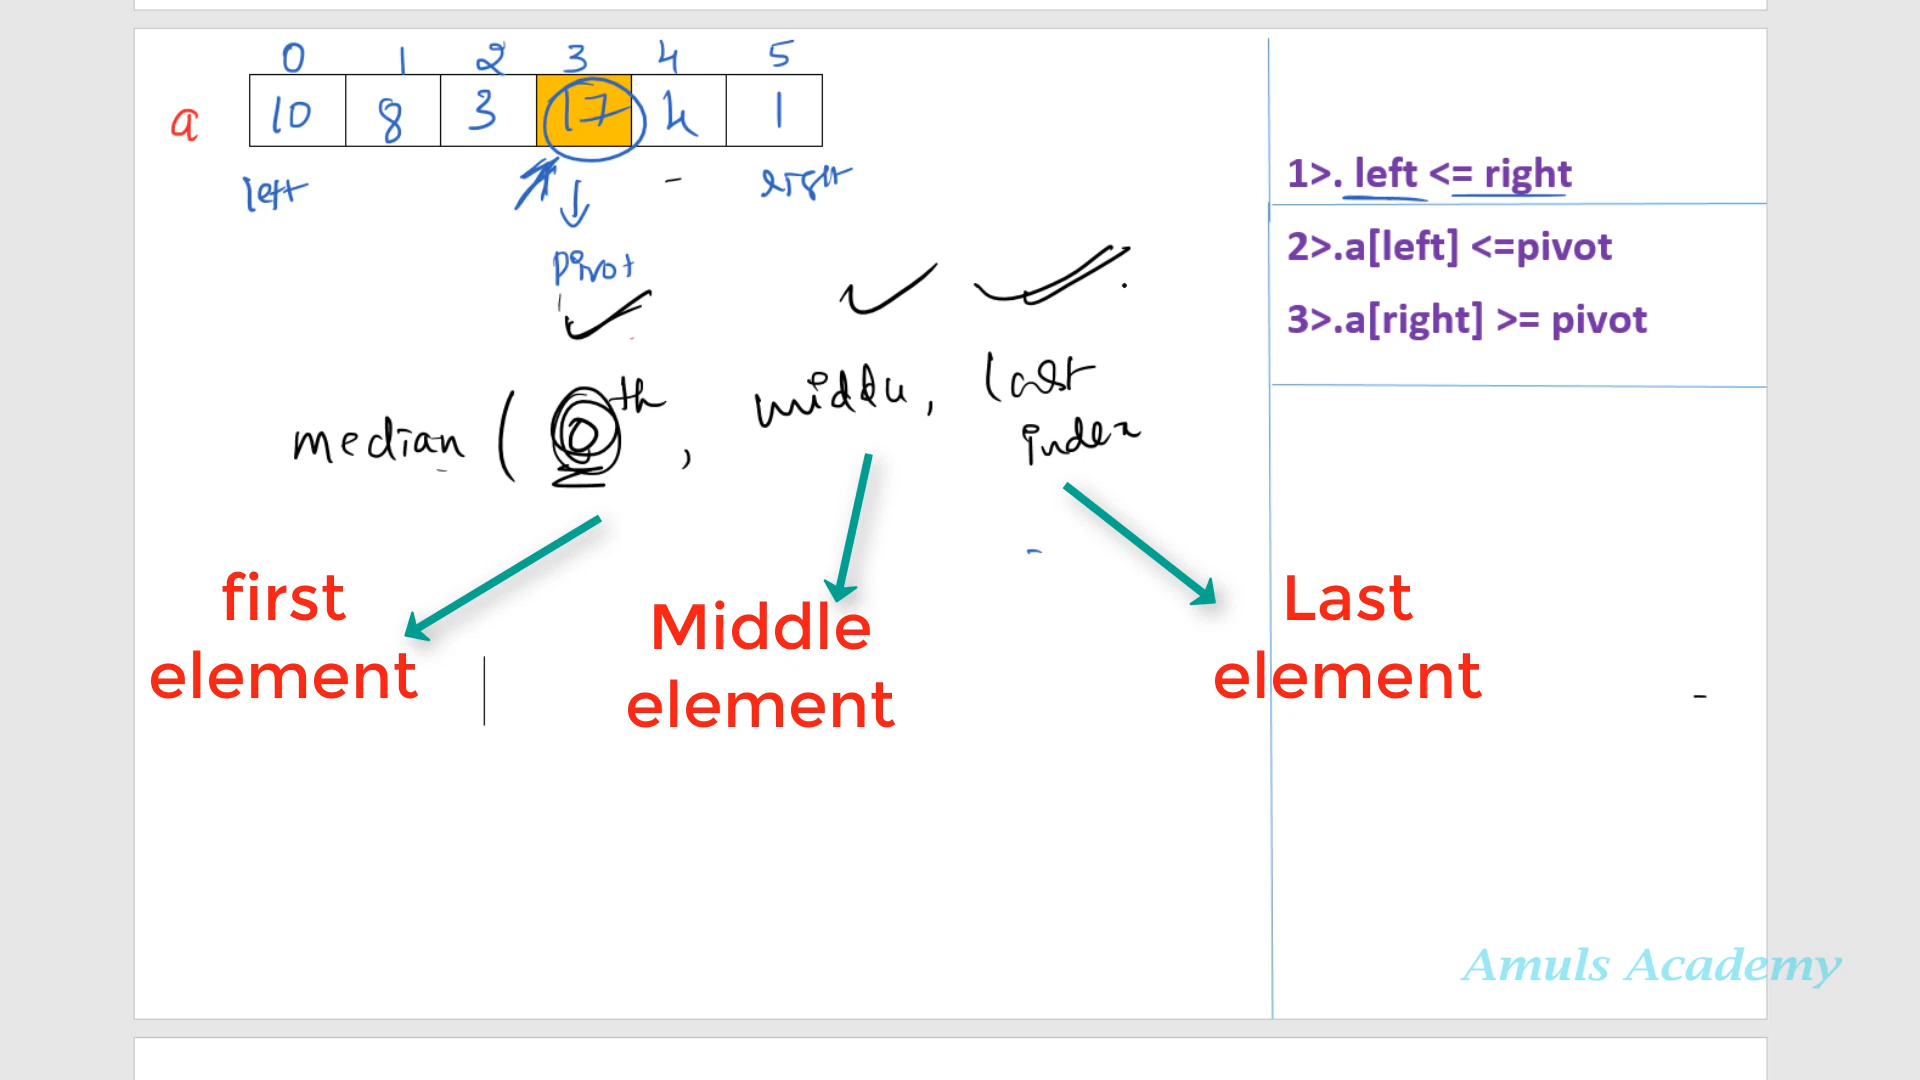 0 1 2 3 4 5
a 10 8 3 17 4 1
left right
pivot
median ( 0th, middle, last
index
first
element
Middle
element
Last
element
1>. left <= right
2>.a[left] <=pivot
3>.a[right] >= pivot
Amuls Academy